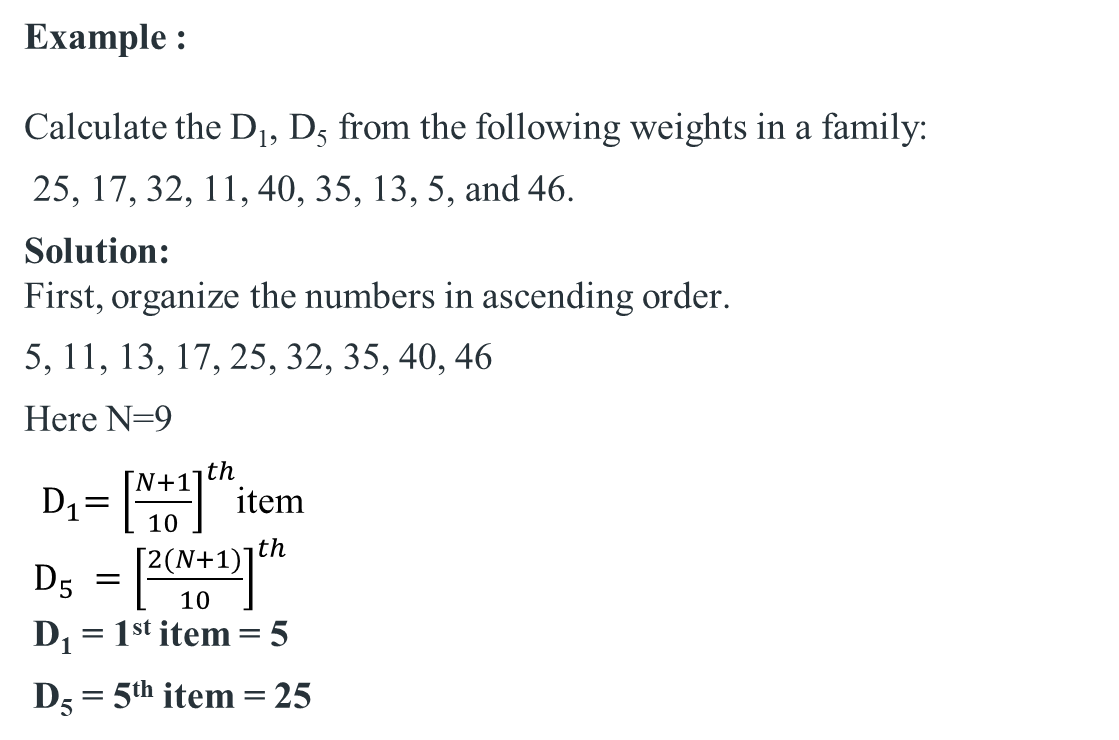 Example :
Calculate the D₁, D₅ from the following weights in a family:
25, 17, 32, 11, 40, 35, 13, 5, and 46.
Solution:
First, organize the numbers in ascending order.
5, 11, 13, 17, 25, 32, 35, 40, 46
Here N=9
D₁= [N+1/10]^th item
D₅ = [2(N+1)/10]^th
D₁ = 1st item = 5
D₅ = 5th item = 25